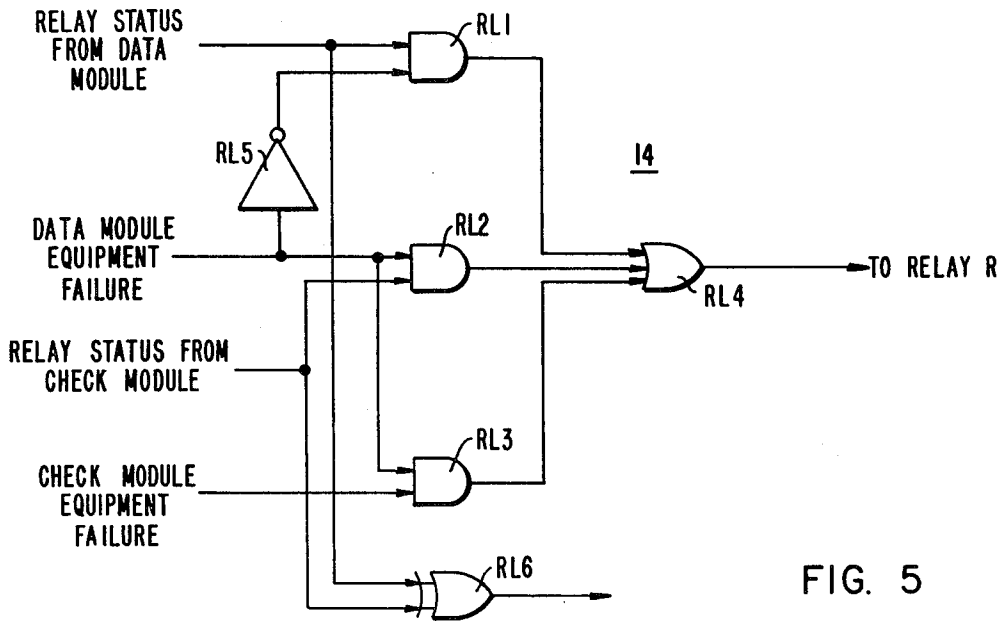 RELAY STATUS
FROM DATA
MODULE
RL1
RL5
14
DATA MODULE
EQUIPMENT
FAILURE
RL2
TO RELAY R
RL4
RELAY STATUS FROM
CHECK MODULE
RL3
CHECK MODULE
EQUIPMENT
FAILURE
RL6
FIG. 5